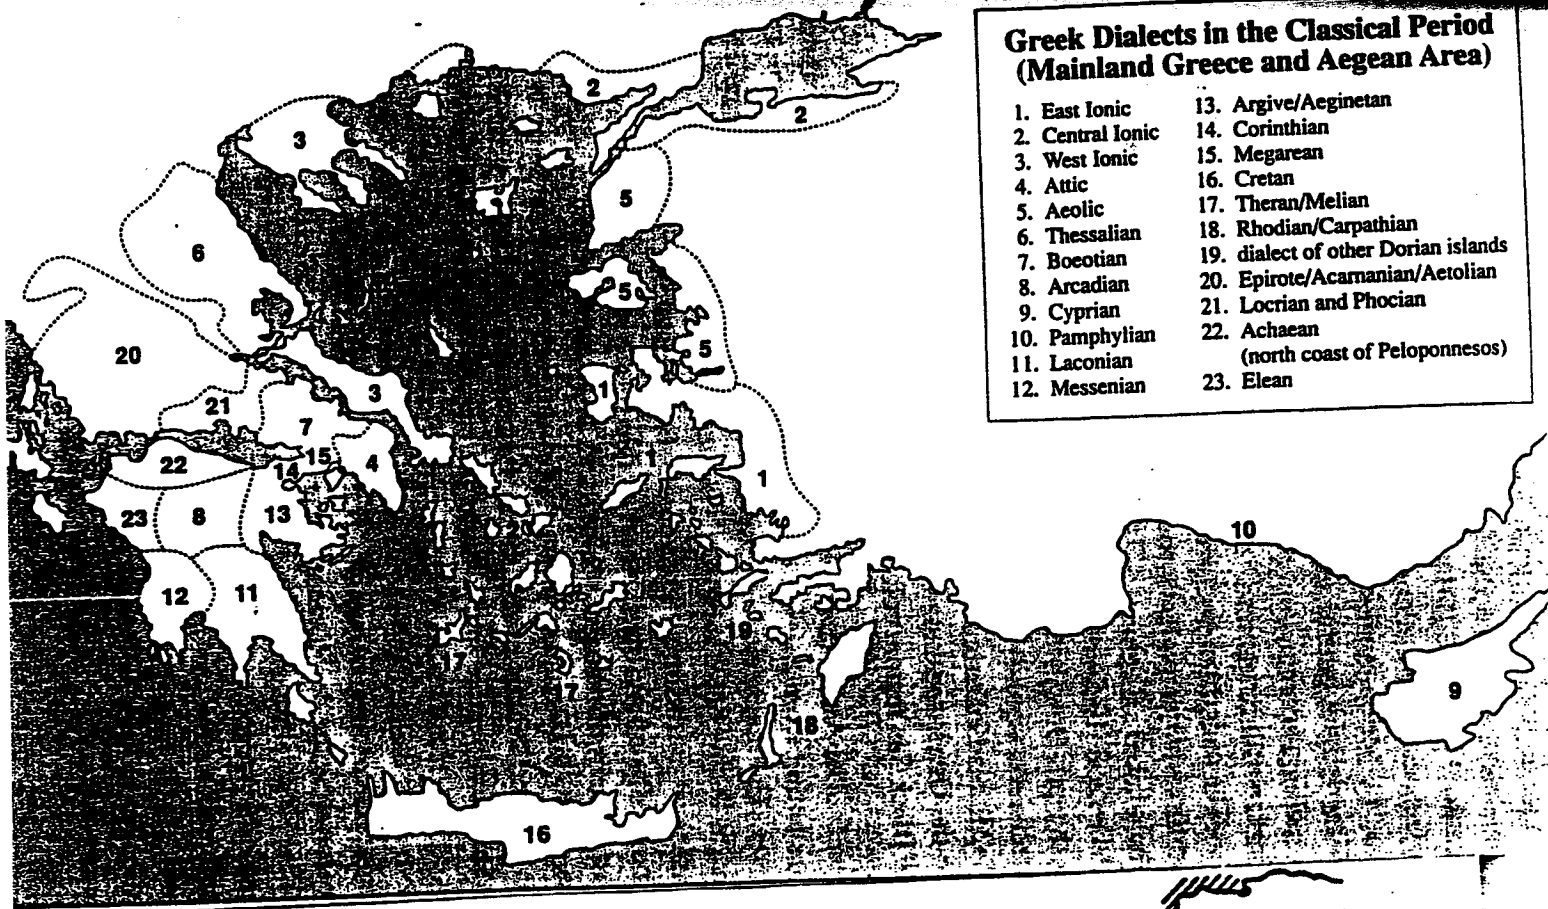 Greek Dialects in the Classical Period
(Mainland Greece and Aegean Area)
1. East Ionic
2. Central Ionic
3. West Ionic
4. Attic
5. Aeolic
6. Thessalian
7. Boeotian
8. Arcadian
9. Cyprian
10. Pamphylian
11. Laconian
12. Messenian
13. Argive/Aeginetan
14. Corinthian
15. Megarean
16. Cretan
17. Theran/Melian
18. Rhodian/Carpathian
19. dialect of other Dorian islands
20. Epirote/Acarnanian/Aetolian
21. Locrian and Phocian
22. Achaean
(north coast of Peloponnesos)
23. Elean
2
2
3
5
6
5
20
5
3
1
21
7
15
4
22
14
1
1
23
8
13
10
12
11
19
17
17
9
18
16